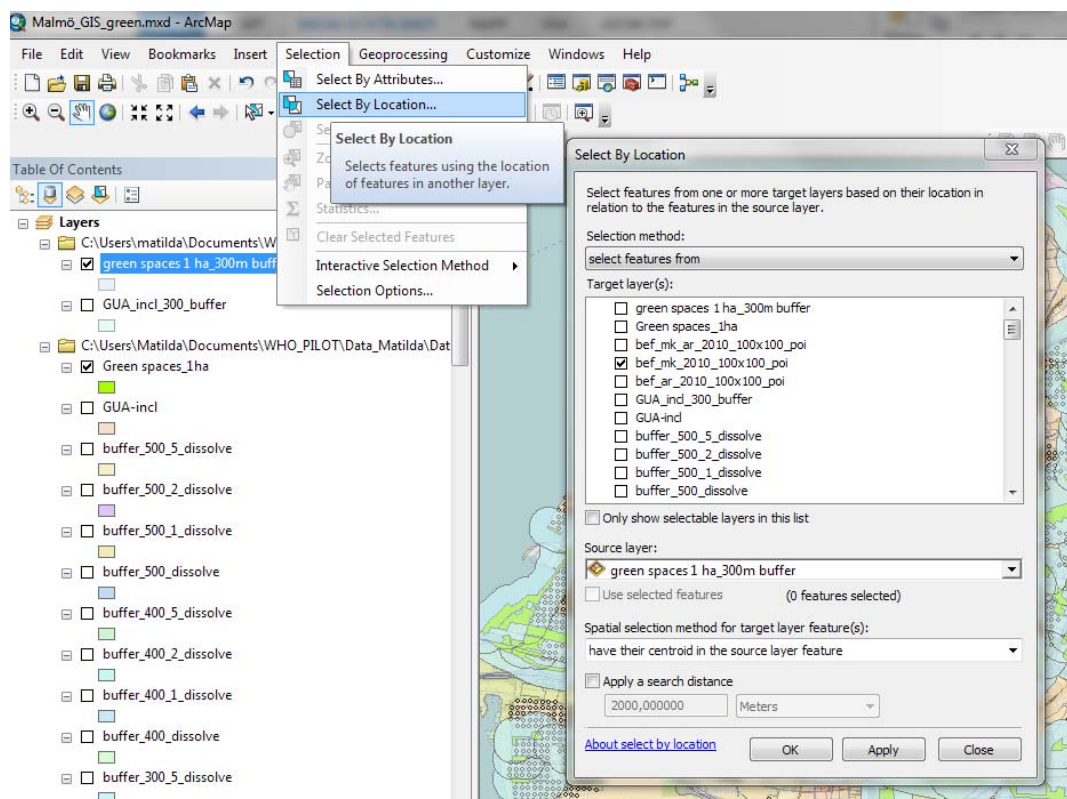 Malmö_GIS_green.mxd - ArcMap
File Edit View Bookmarks Insert Selection Geoprocessing Customize Windows Help
Select By Attributes...
Select By Location...
Select By Location
Selects features using the location
of features in another layer.
Statistics...
Clear Selected Features
Interactive Selection Method
Selection Options...
Table Of Contents
Layers
C:\Users\matilda\Documents\W
green spaces 1 ha_300m buff
GUA_incl_300_buffer
C:\Users\Matilda\Documents\WHO_PILOT\Data_Matilda\Dat
Green spaces_1ha
GUA-incl
buffer_500_5_dissolve
buffer_500_2_dissolve
buffer_500_1_dissolve
buffer_500_dissolve
buffer_400_5_dissolve
buffer_400_2_dissolve
buffer_400_1_dissolve
buffer_400_dissolve
buffer_300_5_dissolve
Select By Location
Select features from one or more target layers based on their location in
relation to the features in the source layer.
Selection method:
select features from
Target layer(s):
green spaces 1 ha_300m buffer
Green spaces_1ha
bef_mk_ar_2010_100x100_poi
bef_mk_2010_100x100_poi
bef_ar_2010_100x100_poi
GUA_incl_300_buffer
GUA-incl
buffer_500_5_dissolve
buffer_500_2_dissolve
buffer_500_1_dissolve
buffer_500_dissolve
Only show selectable layers in this list
Source layer:
green spaces 1 ha_300m buffer
Use selected features (0 features selected)
Spatial selection method for target layer feature(s):
have their centroid in the source layer feature
Apply a search distance
2000,000000 Meters
About select by location OK Apply Close